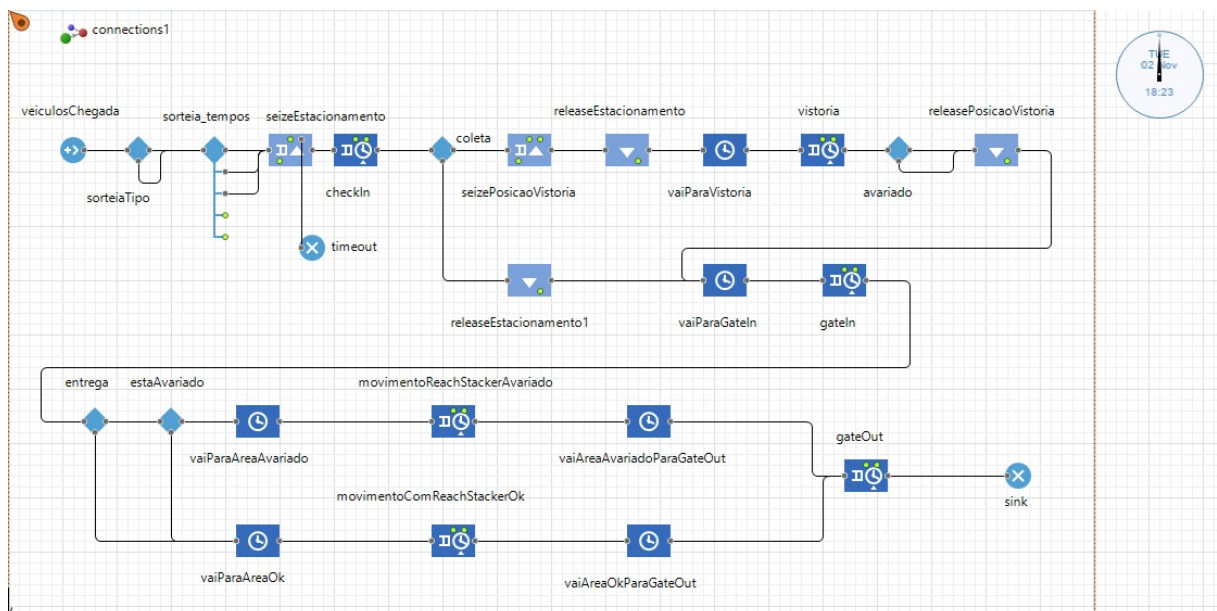 connections1
TUE
02 Nov
18:23
veiculosChegada
sorteia_tempos
seizeEstacionamento
releaseEstacionamento
vistoria
releasePosicaoVistoria
coleta
sorteiaTipo
checkIn
seizePosicaoVistoria
vaiParaVistoria
avariado
timeout
releaseEstacionamento1
vaiParaGateIn
gateIn
entrega
estaAvariado
movimentoReachStackerAvariado
gateOut
vaiParaAreaAvariado
vaiAreaAvariadoParaGateOut
movimentoComReachStackerOk
sink
vaiParaAreaOk
vaiAreaOkParaGateOut